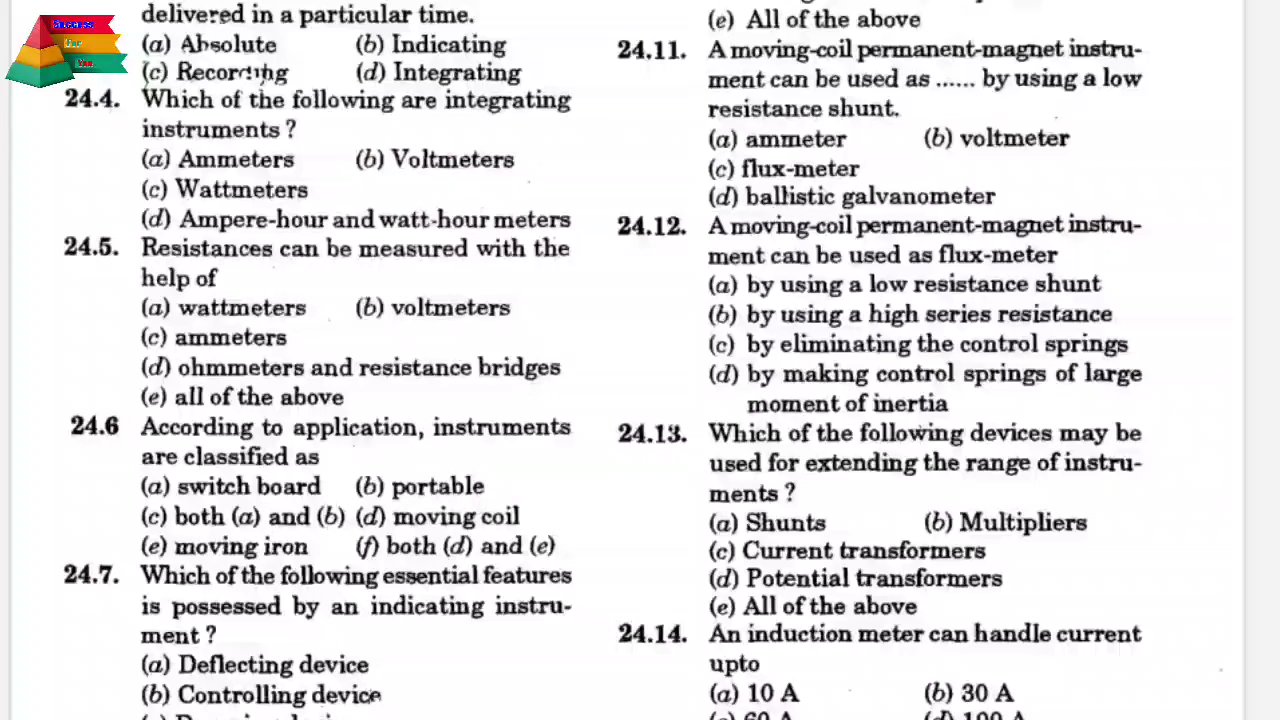 Success
For
You
delivered in a particular time.
(a) Absolute (b) Indicating
(c) Recording (d) Integrating
24.4. Which of the following are integrating
instruments ?
(a) Ammeters (b) Voltmeters
(c) Wattmeters
(d) Ampere-hour and watt-hour meters
24.5. Resistances can be measured with the
help of
(a) wattmeters (b) voltmeters
(c) ammeters
(d) ohmmeters and resistance bridges
(e) all of the above
24.6 According to application, instruments
are classified as
(a) switch board (b) portable
(c) both (a) and (b) (d) moving coil
(e) moving iron (f) both (d) and (e)
24.7. Which of the following essential features
is possessed by an indicating instru-
ment ?
(a) Deflecting device
(b) Controlling device
(e) All of the above
24.11. A moving-coil permanent-magnet instru-
ment can be used as ...... by using a low
resistance shunt.
(a) ammeter (b) voltmeter
(c) flux-meter
(d) ballistic galvanometer
24.12. A moving-coil permanent-magnet instru-
ment can be used as flux-meter
(a) by using a low resistance shunt
(b) by using a high series resistance
(c) by eliminating the control springs
(d) by making control springs of large
moment of inertia
24.13. Which of the following devices may be
used for extending the range of instru-
ments ?
(a) Shunts (b) Multipliers
(c) Current transformers
(d) Potential transformers
(e) All of the above
24.14. An induction meter can handle current
upto
(a) 10 A (b) 30 A